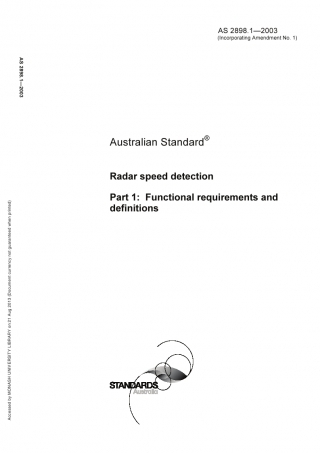 AS 2898.1—2003
(Incorporating Amendment No. 1)
AS 2898.1—2003
Australian Standard®
Radar speed detection
Part 1: Functional requirements and
definitions
Accessed by MONASH UNIVERSITY LIBRARY on 21 Aug 2013 (Document currency not guaranteed when printed)
STANDARDS
Australia